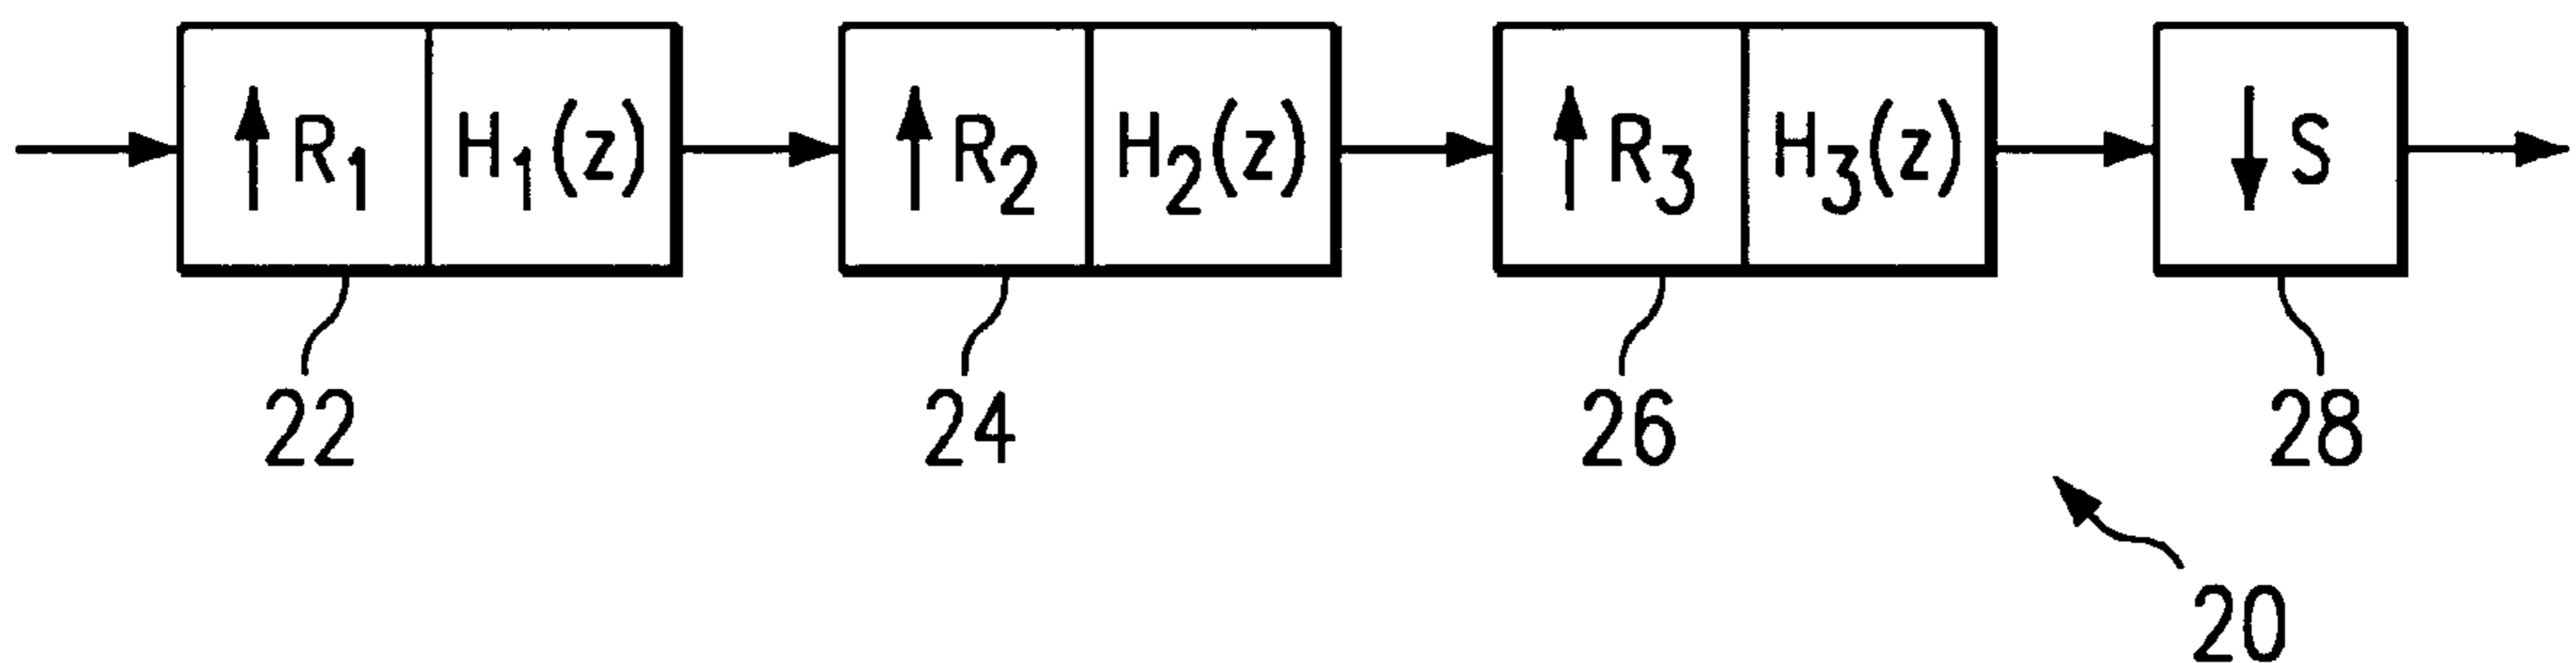 ↑ R₁ H₁(z) ↑ R₂ H₂(z) ↑ R₃ H₃(z) ↓ S
22 24 26 28
20